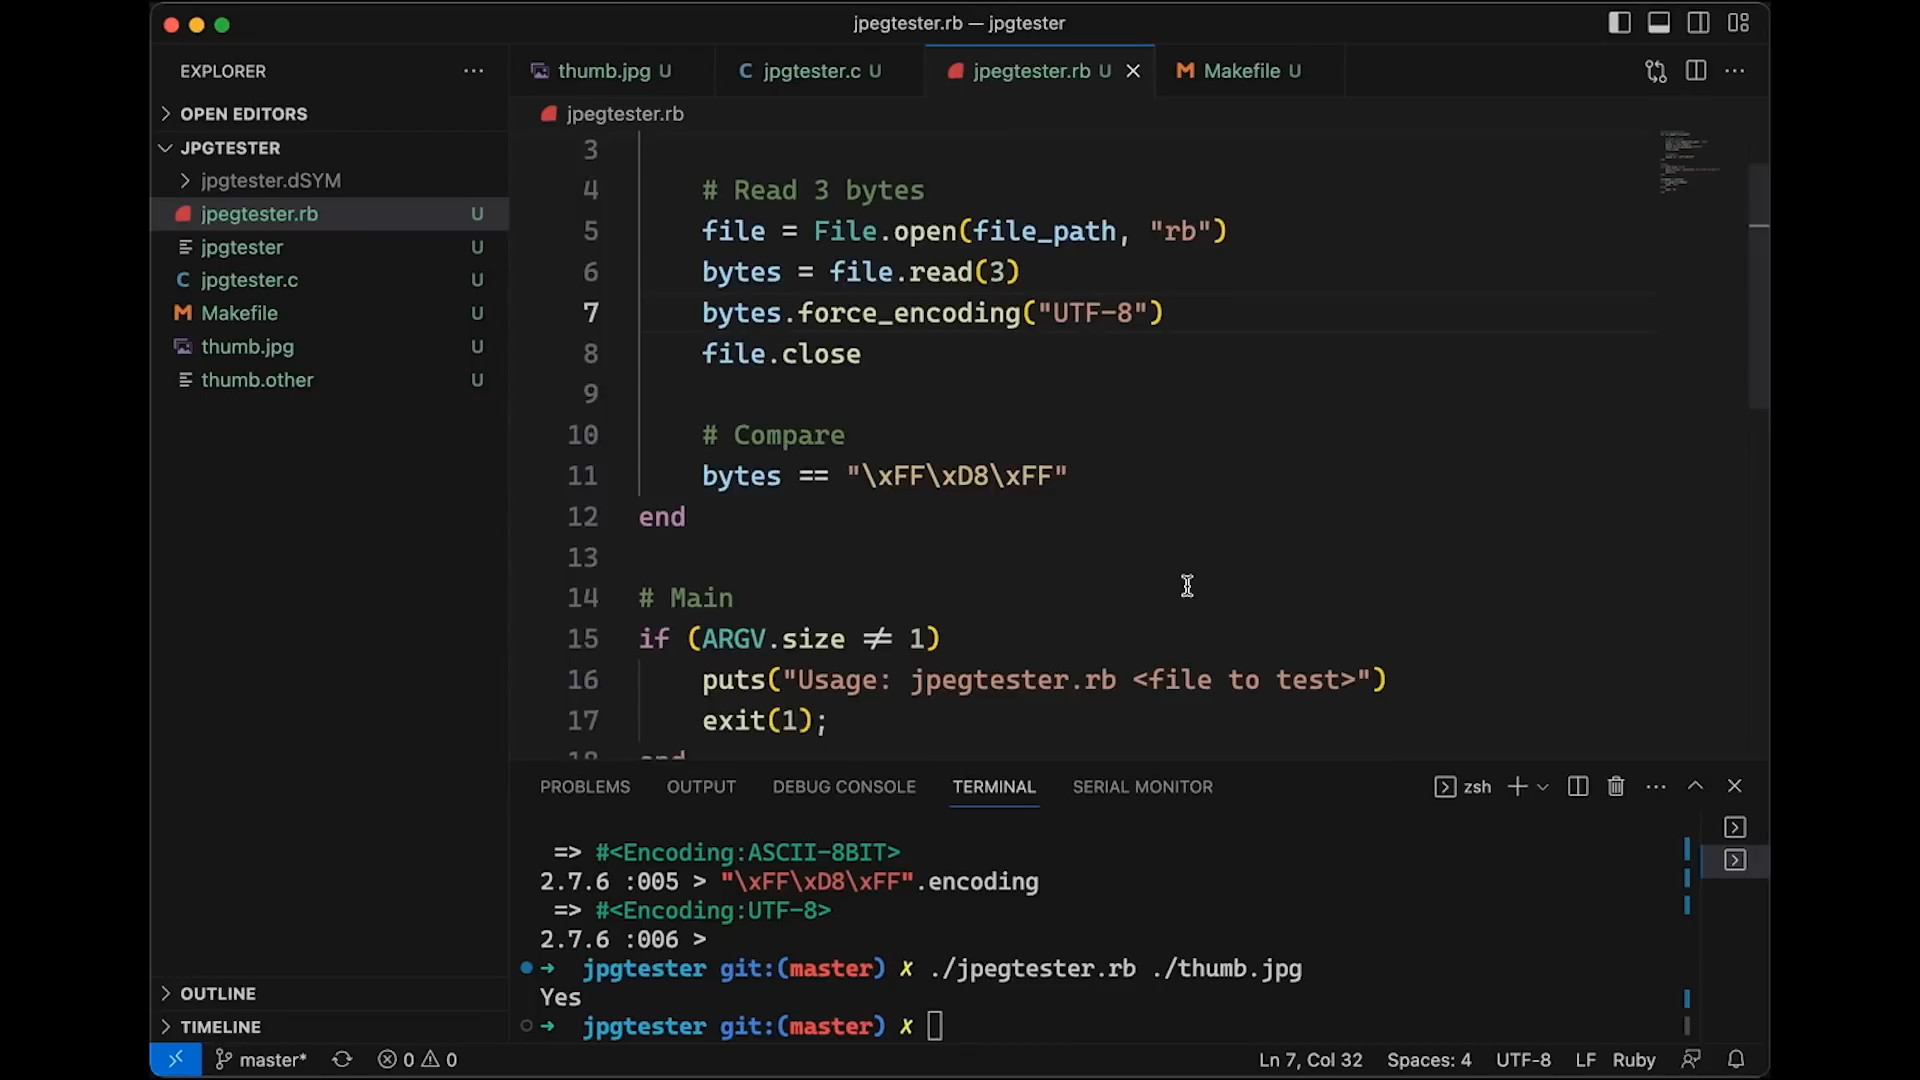 jpegtester.rb — jpgtester
EXPLORER
OPEN EDITORS
JPGTESTER
jpgtester.dSYM
jpegtester.rb U
jpgtester U
C jpgtester.c U
M Makefile U
thumb.jpg U
thumb.other U
OUTLINE
TIMELINE
thumb.jpg U
C jpgtester.c U
jpegtester.rb U
M Makefile U
jpegtester.rb
3
4 # Read 3 bytes
5 file = File.open(file_path, "rb")
6 bytes = file.read(3)
7 bytes.force_encoding("UTF-8")
8 file.close
9
10 # Compare
11 bytes == "\xFF\xD8\xFF"
12 end
13
14 # Main
15 if (ARGV.size != 1)
16 puts("Usage: jpegtester.rb <file to test>")
17 exit(1);
18 end
PROBLEMS OUTPUT DEBUG CONSOLE TERMINAL SERIAL MONITOR zsh
=> #<Encoding:ASCII-8BIT>
2.7.6 :005 > "\xFF\xD8\xFF".encoding
=> #<Encoding:UTF-8>
2.7.6 :006 >
➜ jpgtester git:(master) ✗ ./jpegtester.rb ./thumb.jpg
Yes
➜ jpgtester git:(master) ✗
master* 0 0 Ln 7, Col 32 Spaces: 4 UTF-8 LF Ruby